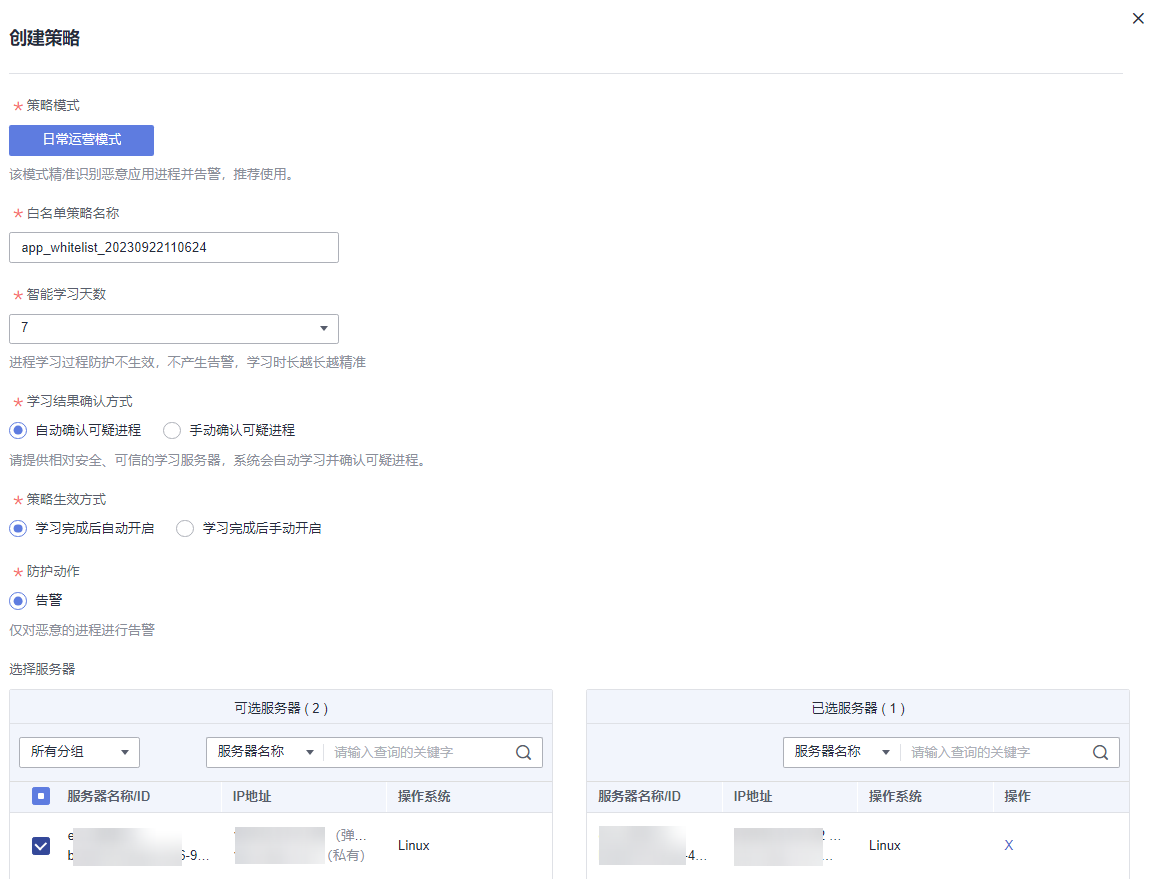 创建策略
* 策略模式
日常运营模式
该模式精准识别恶意应用进程并告警，推荐使用。
* 白名单策略名称
app_whitelist_20230922110624
* 智能学习天数
7
进程学习过程防护不生效，不产生告警，学习时长越长越精准
* 学习结果确认方式
自动确认可疑进程 手动确认可疑进程
请提供相对安全、可信的学习服务器，系统会自动学习并确认可疑进程。
* 策略生效方式
学习完成后自动开启 学习完成后手动开启
* 防护动作
告警
仅对恶意的进程进行告警
选择服务器
可选服务器 ( 2 )
所有分组 服务器名称 请输入查询的关键字
服务器名称/ID IP地址 操作系统
e (弹...
b 6-9... (私有)
Linux
已选服务器 ( 1 )
服务器名称 请输入查询的关键字
服务器名称/ID IP地址 操作系统 操作
-4... Linux X